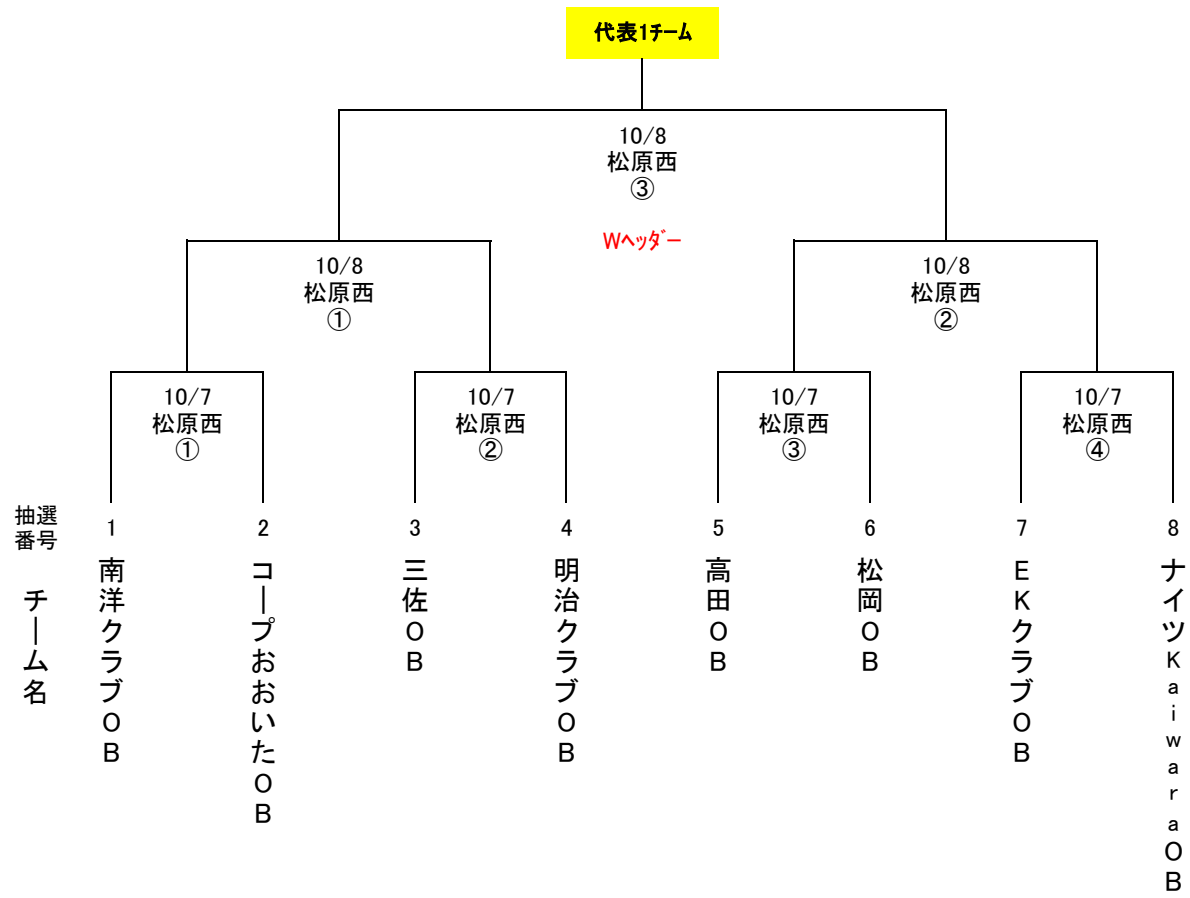 代表1ﾁｰﾑ
10/8
松原西
③
Wﾍｯﾀﾞｰ
10/8
松原西
①
10/8
松原西
②
10/7
松原西
①
10/7
松原西
②
10/7
松原西
③
10/7
松原西
④
抽選
番号
1
2
3
4
5
6
7
8
チーム名
南洋クラブOB
コープおおいたOB
三佐OB
明治クラブOB
高田OB
松岡OB
EKクラブOB
ナイツKaiwaraOB